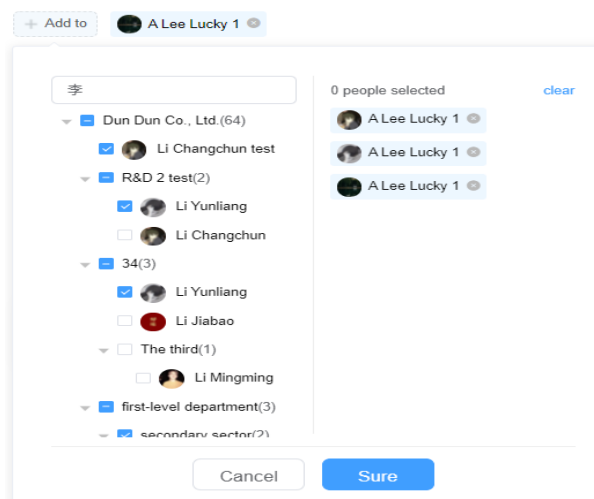 + Add to A Lee Lucky 1
李
Dun Dun Co., Ltd.(64)
Li Changchun test
R&D 2 test(2)
Li Yunliang
Li Changchun
34(3)
Li Yunliang
Li Jiabao
The third(1)
Li Mingming
first-level department(3)
secondary sector(2)
0 people selected clear
A Lee Lucky 1
A Lee Lucky 1
A Lee Lucky 1
Cancel Sure